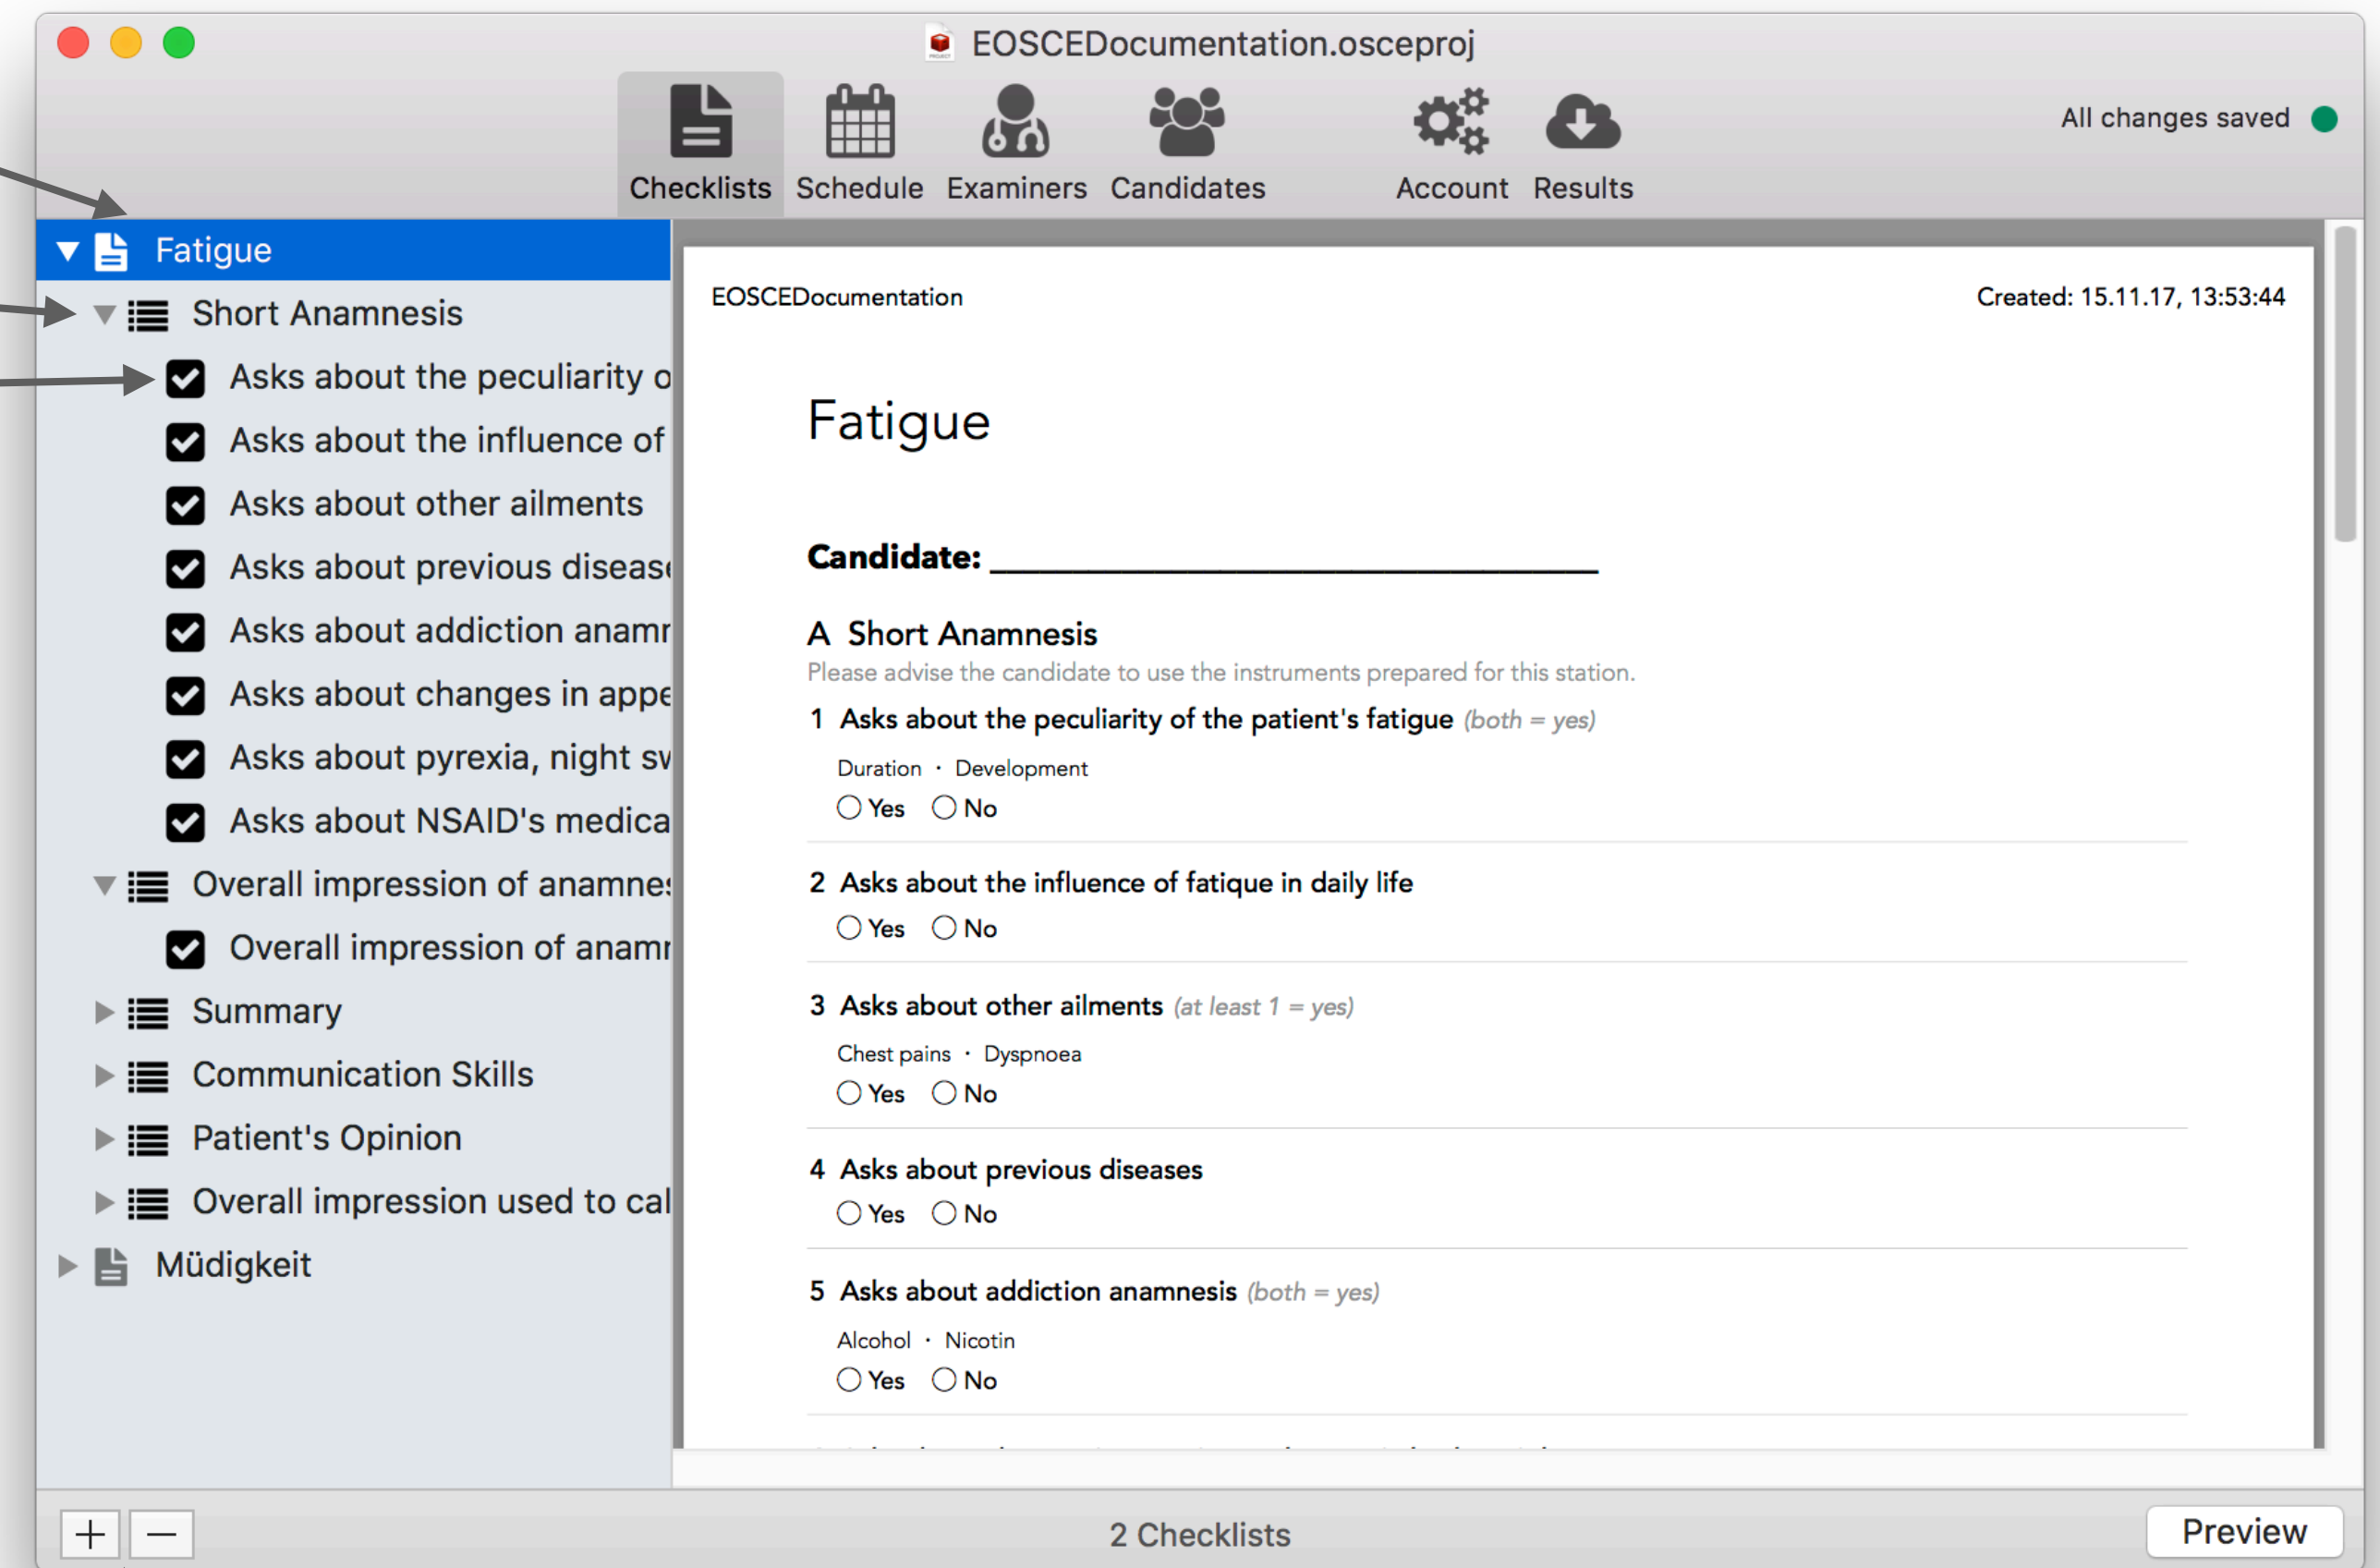 EOSCEDocumentation.osceproj
All changes saved
Checklists Schedule Examiners Candidates Account Results
Fatigue
Short Anamnesis
Asks about the peculiarity o
Asks about the influence of
Asks about other ailments
Asks about previous disease
Asks about addiction anamn
Asks about changes in appe
Asks about pyrexia, night sw
Asks about NSAID's medica
Overall impression of anamnes
Overall impression of anamn
Summary
Communication Skills
Patient's Opinion
Overall impression used to cal
Müdigkeit
EOSCEDocumentation Created: 15.11.17, 13:53:44
Fatigue
Candidate: ____________________
A Short Anamnesis
Please advise the candidate to use the instruments prepared for this station.
1 Asks about the peculiarity of the patient's fatigue (both = yes)
Duration · Development
Yes No
2 Asks about the influence of fatique in daily life
Yes No
3 Asks about other ailments (at least 1 = yes)
Chest pains · Dyspnoea
Yes No
4 Asks about previous diseases
Yes No
5 Asks about addiction anamnesis (both = yes)
Alcohol · Nicotin
Yes No
2 Checklists
Preview